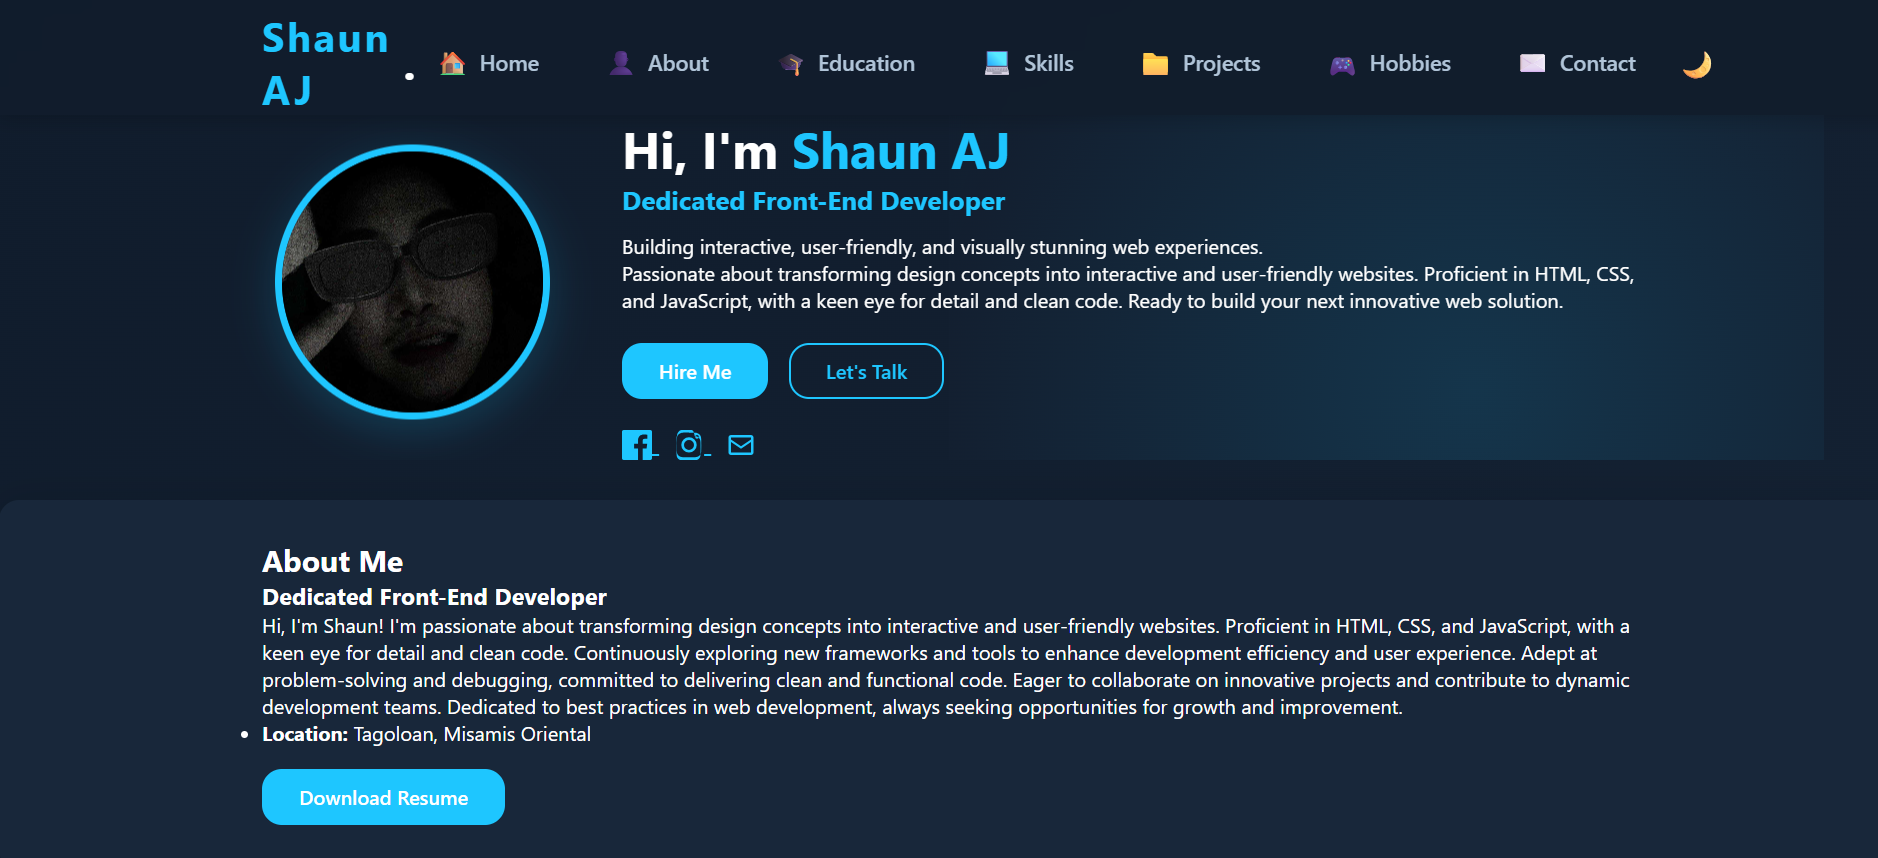 Shaun
AJ .
Home
About
Education
Skills
Projects
Hobbies
Contact
Hi, I'm Shaun AJ
Dedicated Front-End Developer
Building interactive, user-friendly, and visually stunning web experiences.
Passionate about transforming design concepts into interactive and user-friendly websites. Proficient in HTML, CSS,
and JavaScript, with a keen eye for detail and clean code. Ready to build your next innovative web solution.
Hire Me
Let's Talk
About Me
Dedicated Front-End Developer
Hi, I'm Shaun! I'm passionate about transforming design concepts into interactive and user-friendly websites. Proficient in HTML, CSS, and JavaScript, with a
keen eye for detail and clean code. Continuously exploring new frameworks and tools to enhance development efficiency and user experience. Adept at
problem-solving and debugging, committed to delivering clean and functional code. Eager to collaborate on innovative projects and contribute to dynamic
development teams. Dedicated to best practices in web development, always seeking opportunities for growth and improvement.
• Location: Tagoloan, Misamis Oriental
Download Resume